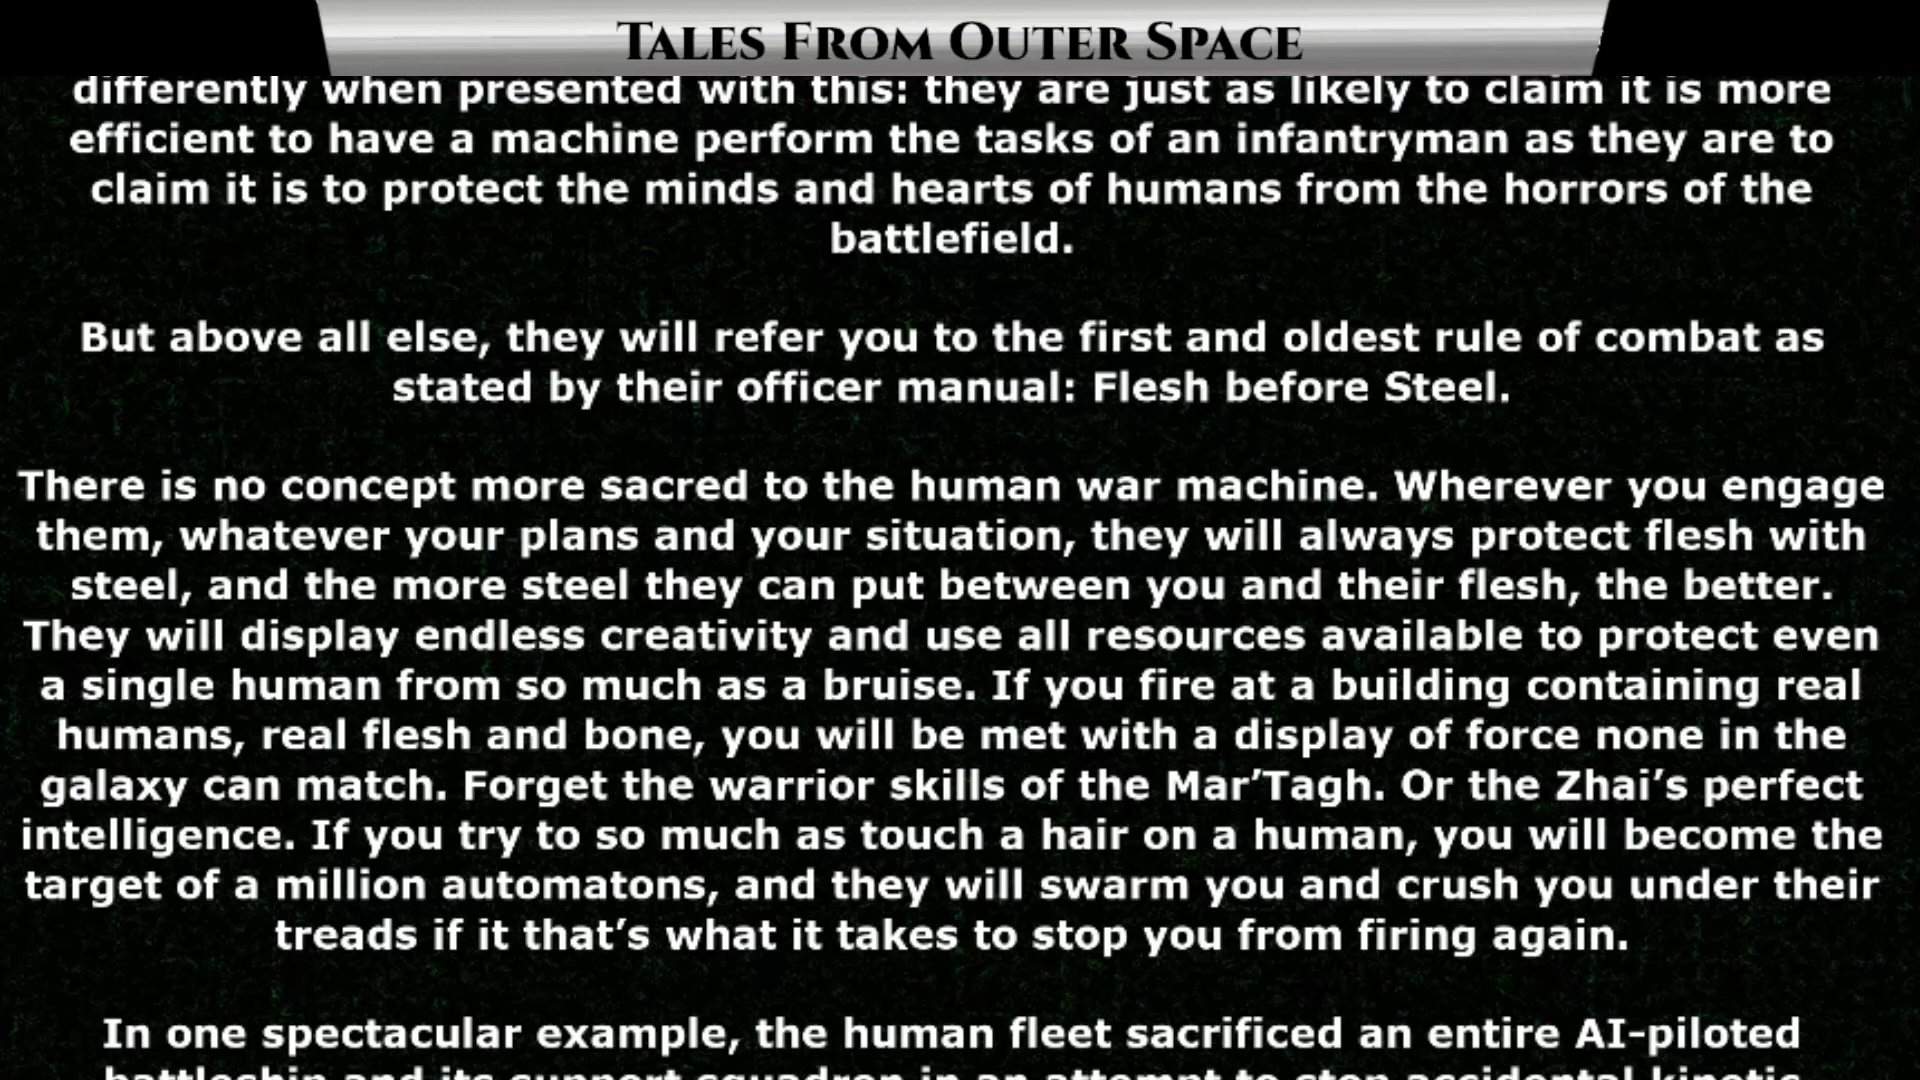 Tales From Outer Space
differently when presented with this: they are just as likely to claim it is more
efficient to have a machine perform the tasks of an infantryman as they are to
claim it is to protect the minds and hearts of humans from the horrors of the
battlefield.
But above all else, they will refer you to the first and oldest rule of combat as
stated by their officer manual: Flesh before Steel.
There is no concept more sacred to the human war machine. Wherever you engage
them, whatever your plans and your situation, they will always protect flesh with
steel, and the more steel they can put between you and their flesh, the better.
They will display endless creativity and use all resources available to protect even
a single human from so much as a bruise. If you fire at a building containing real
humans, real flesh and bone, you will be met with a display of force none in the
galaxy can match. Forget the warrior skills of the Mar’Tagh. Or the Zhai’s perfect
intelligence. If you try to so much as touch a hair on a human, you will become the
target of a million automatons, and they will swarm you and crush you under their
treads if it that’s what it takes to stop you from firing again.
In one spectacular example, the human fleet sacrificed an entire AI-piloted
battleship and its support squadron in an attempt to stop accidental kinetic